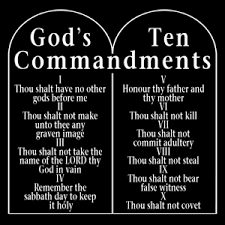 God's Ten
Commandments
I
Thou shalt have no other
gods before me
II
Thou shalt not make
unto thee any
graven image
III
Thou shalt not take the
name of the LORD thy
God in vain
IV
Remember the
sabbath day to keep
it holy
V
Honour thy father and
thy mother
VI
Thou shalt not kill
VII
Thou shalt not
commit adultery
VIII
Thou shalt not steal
IX
Thou shalt not bear
false witness
X
Thou shalt not covet